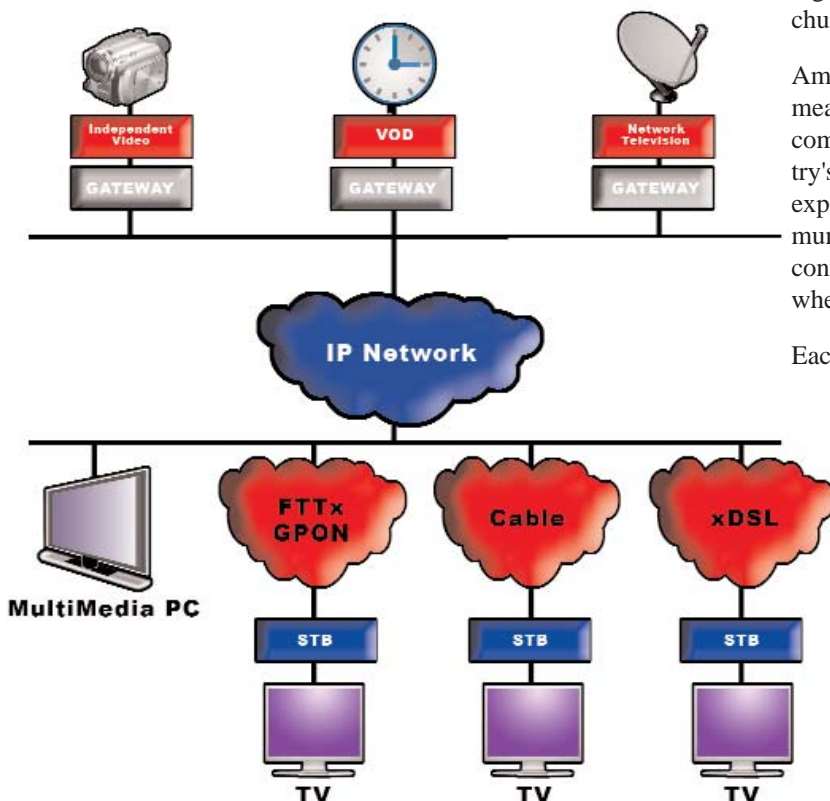 Independent
Video
VOD
Network
Television
GATEWAY
GATEWAY
GATEWAY
IP Network
FTTx
GPON
Cable
xDSL
MultiMedia PC
STB
STB
STB
TV
TV
TV
chu
Am
mea
com
try's
exp
mun
con
whe
Eac